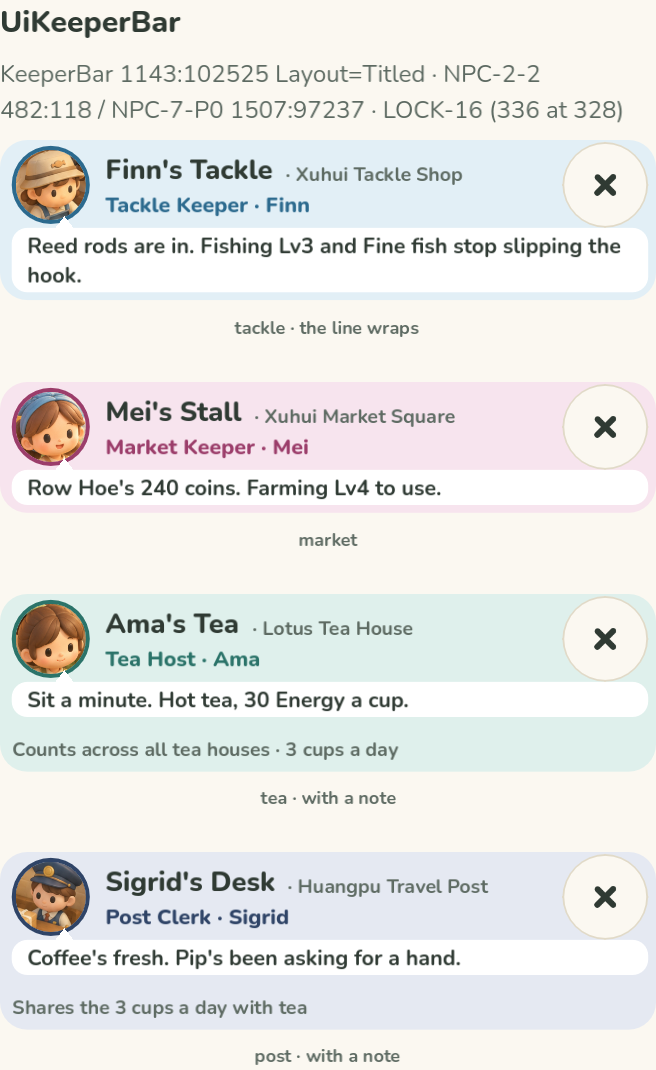 UiKeeperBar
KeeperBar 1143:102525 Layout=Titled · NPC-2-2
482:118 / NPC-7-P0 1507:97237 · LOCK-16 (336 at 328)
Finn's Tackle · Xuhui Tackle Shop
Tackle Keeper · Finn
Reed rods are in. Fishing Lv3 and Fine fish stop slipping the
hook.
tackle · the line wraps
Mei's Stall · Xuhui Market Square
Market Keeper · Mei
Row Hoe's 240 coins. Farming Lv4 to use.
market
Ama's Tea · Lotus Tea House
Tea Host · Ama
Sit a minute. Hot tea, 30 Energy a cup.
Counts across all tea houses · 3 cups a day
tea · with a note
Sigrid's Desk · Huangpu Travel Post
Post Clerk · Sigrid
Coffee's fresh. Pip's been asking for a hand.
Shares the 3 cups a day with tea
post · with a note